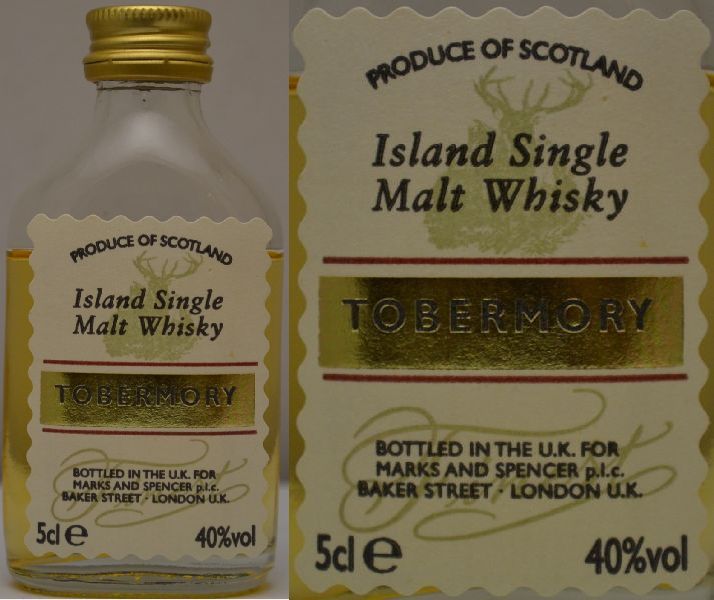 PRODUCE OF SCOTLAND
Island Single
Malt Whisky
TOBERMORY
BOTTLED IN THE U.K. FOR
MARKS AND SPENCER p.l.c.
BAKER STREET · LONDON U.K.
5cl e
40%vol
PRODUCE OF SCOTLAND
Island Single
Malt Whisky
TOBERMORY
BOTTLED IN THE U.K. FOR
MARKS AND SPENCER p.l.c.
BAKER STREET · LONDON U.K.
5cl e
40%vol